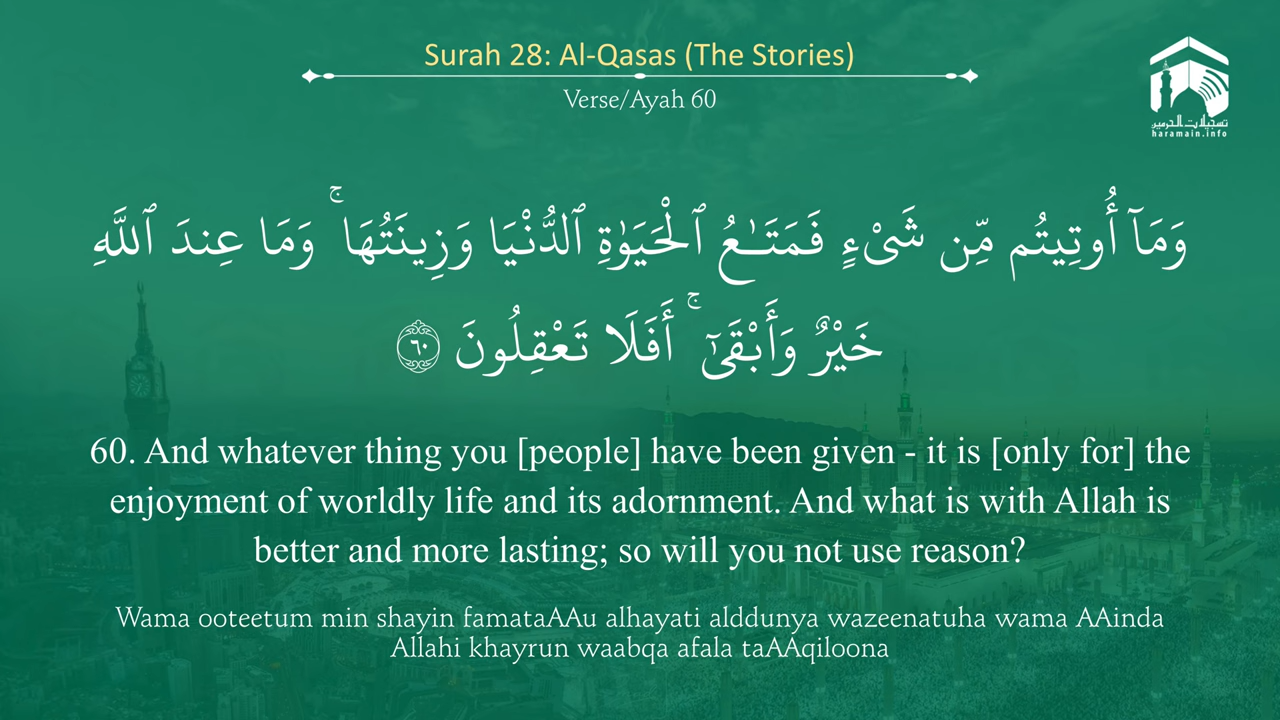 Surah 28: Al-Qasas (The Stories)
Verse/Ayah 60
تسجيلات الحرمين
haramain.info
وَمَآ أُوتِيتُم مِّن شَىْءٍ فَمَتَـٰعُ ٱلْحَيَوٰةِ ٱلدُّنْيَا وَزِينَتُهَا ۚ وَمَا عِندَ ٱللَّهِ
خَيْرٌ وَأَبْقَىٰٓ ۚ أَفَلَا تَعْقِلُونَ ٦٠
60. And whatever thing you [people] have been given - it is [only for] the
enjoyment of worldly life and its adornment. And what is with Allah is
better and more lasting; so will you not use reason?
Wama ooteetum min shayin famataAAu alhayati alddunya wazeenatuha wama AAinda
Allahi khayrun waabqa afala taAAqiloona